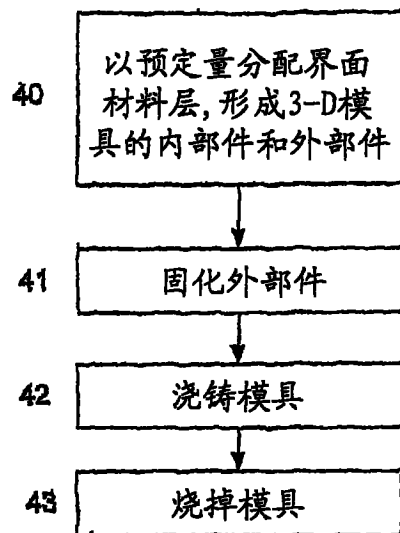 40
以预定量分配界面
材料层,形成3-D模
具的内部件和外部件
41
固化外部件
42
浇铸模具
43
烧掉模具